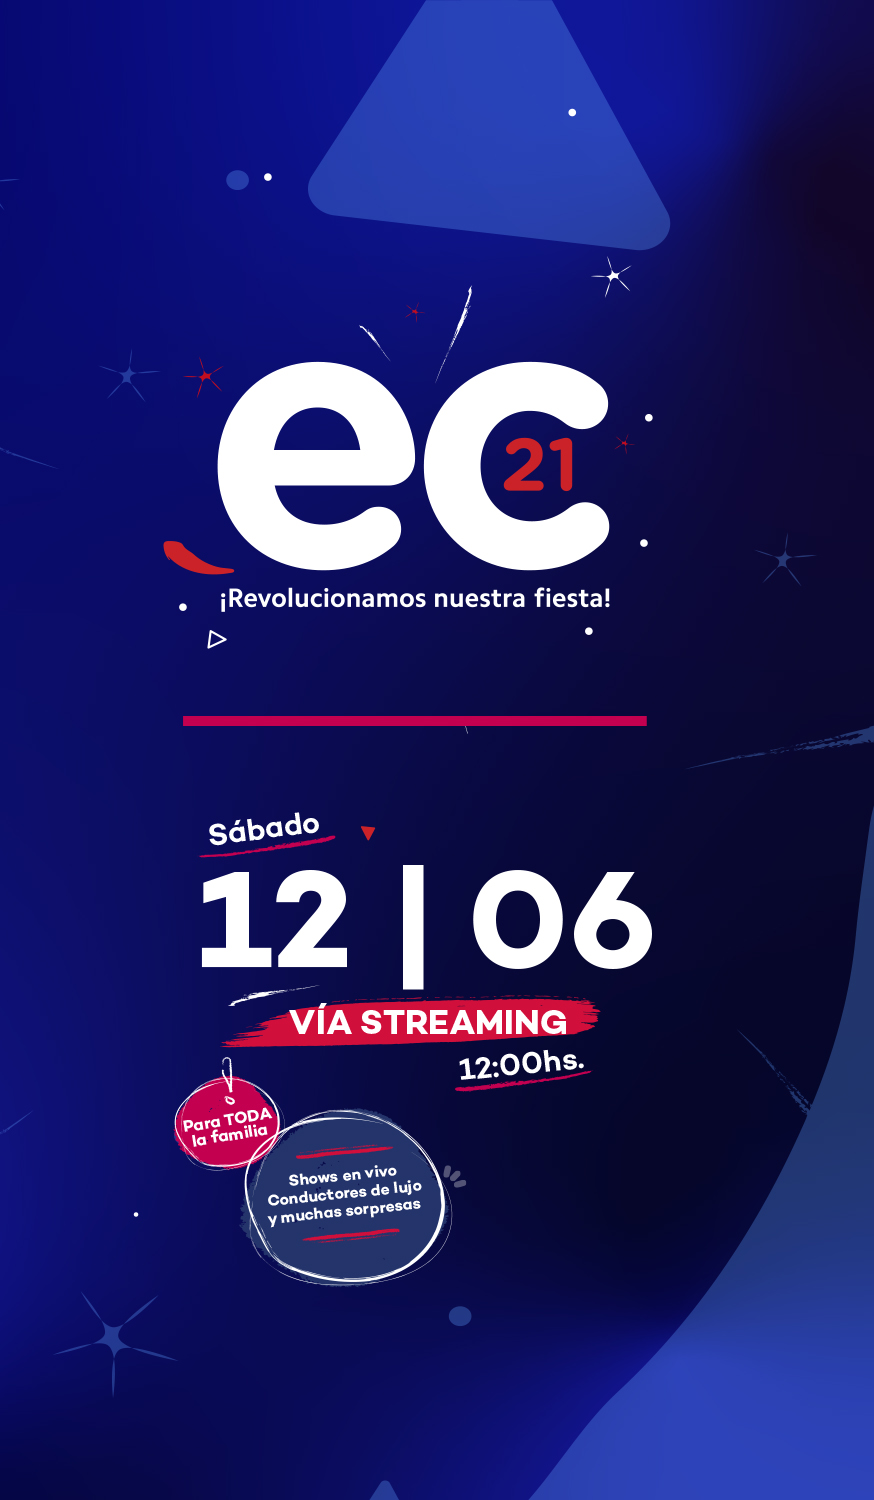 ec
21
¡Revolucionamos nuestra fiesta!
Sábado
12 | 06
VÍA STREAMING
12:00hs.
Para TODA
la familia
Shows en vivo
Conductores de lujo
y muchas sorpresas